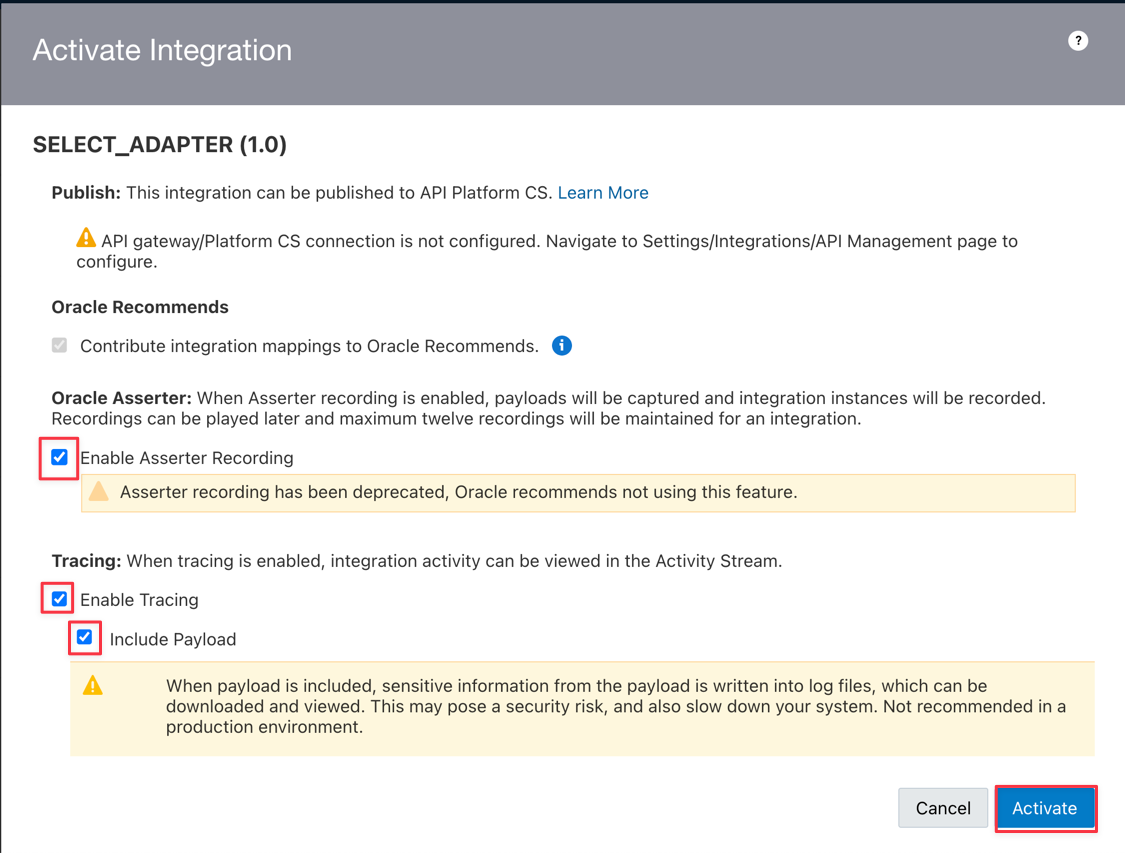 Activate Integration
?
SELECT_ADAPTER (1.0)
Publish: This integration can be published to API Platform CS. Learn More
API gateway/Platform CS connection is not configured. Navigate to Settings/Integrations/API Management page to
configure.
Oracle Recommends
Contribute integration mappings to Oracle Recommends.
Oracle Asserter: When Asserter recording is enabled, payloads will be captured and integration instances will be recorded.
Recordings can be played later and maximum twelve recordings will be maintained for an integration.
Enable Asserter Recording
Asserter recording has been deprecated, Oracle recommends not using this feature.
Tracing: When tracing is enabled, integration activity can be viewed in the Activity Stream.
Enable Tracing
Include Payload
When payload is included, sensitive information from the payload is written into log files, which can be
downloaded and viewed. This may pose a security risk, and also slow down your system. Not recommended in a
production environment.
Cancel Activate